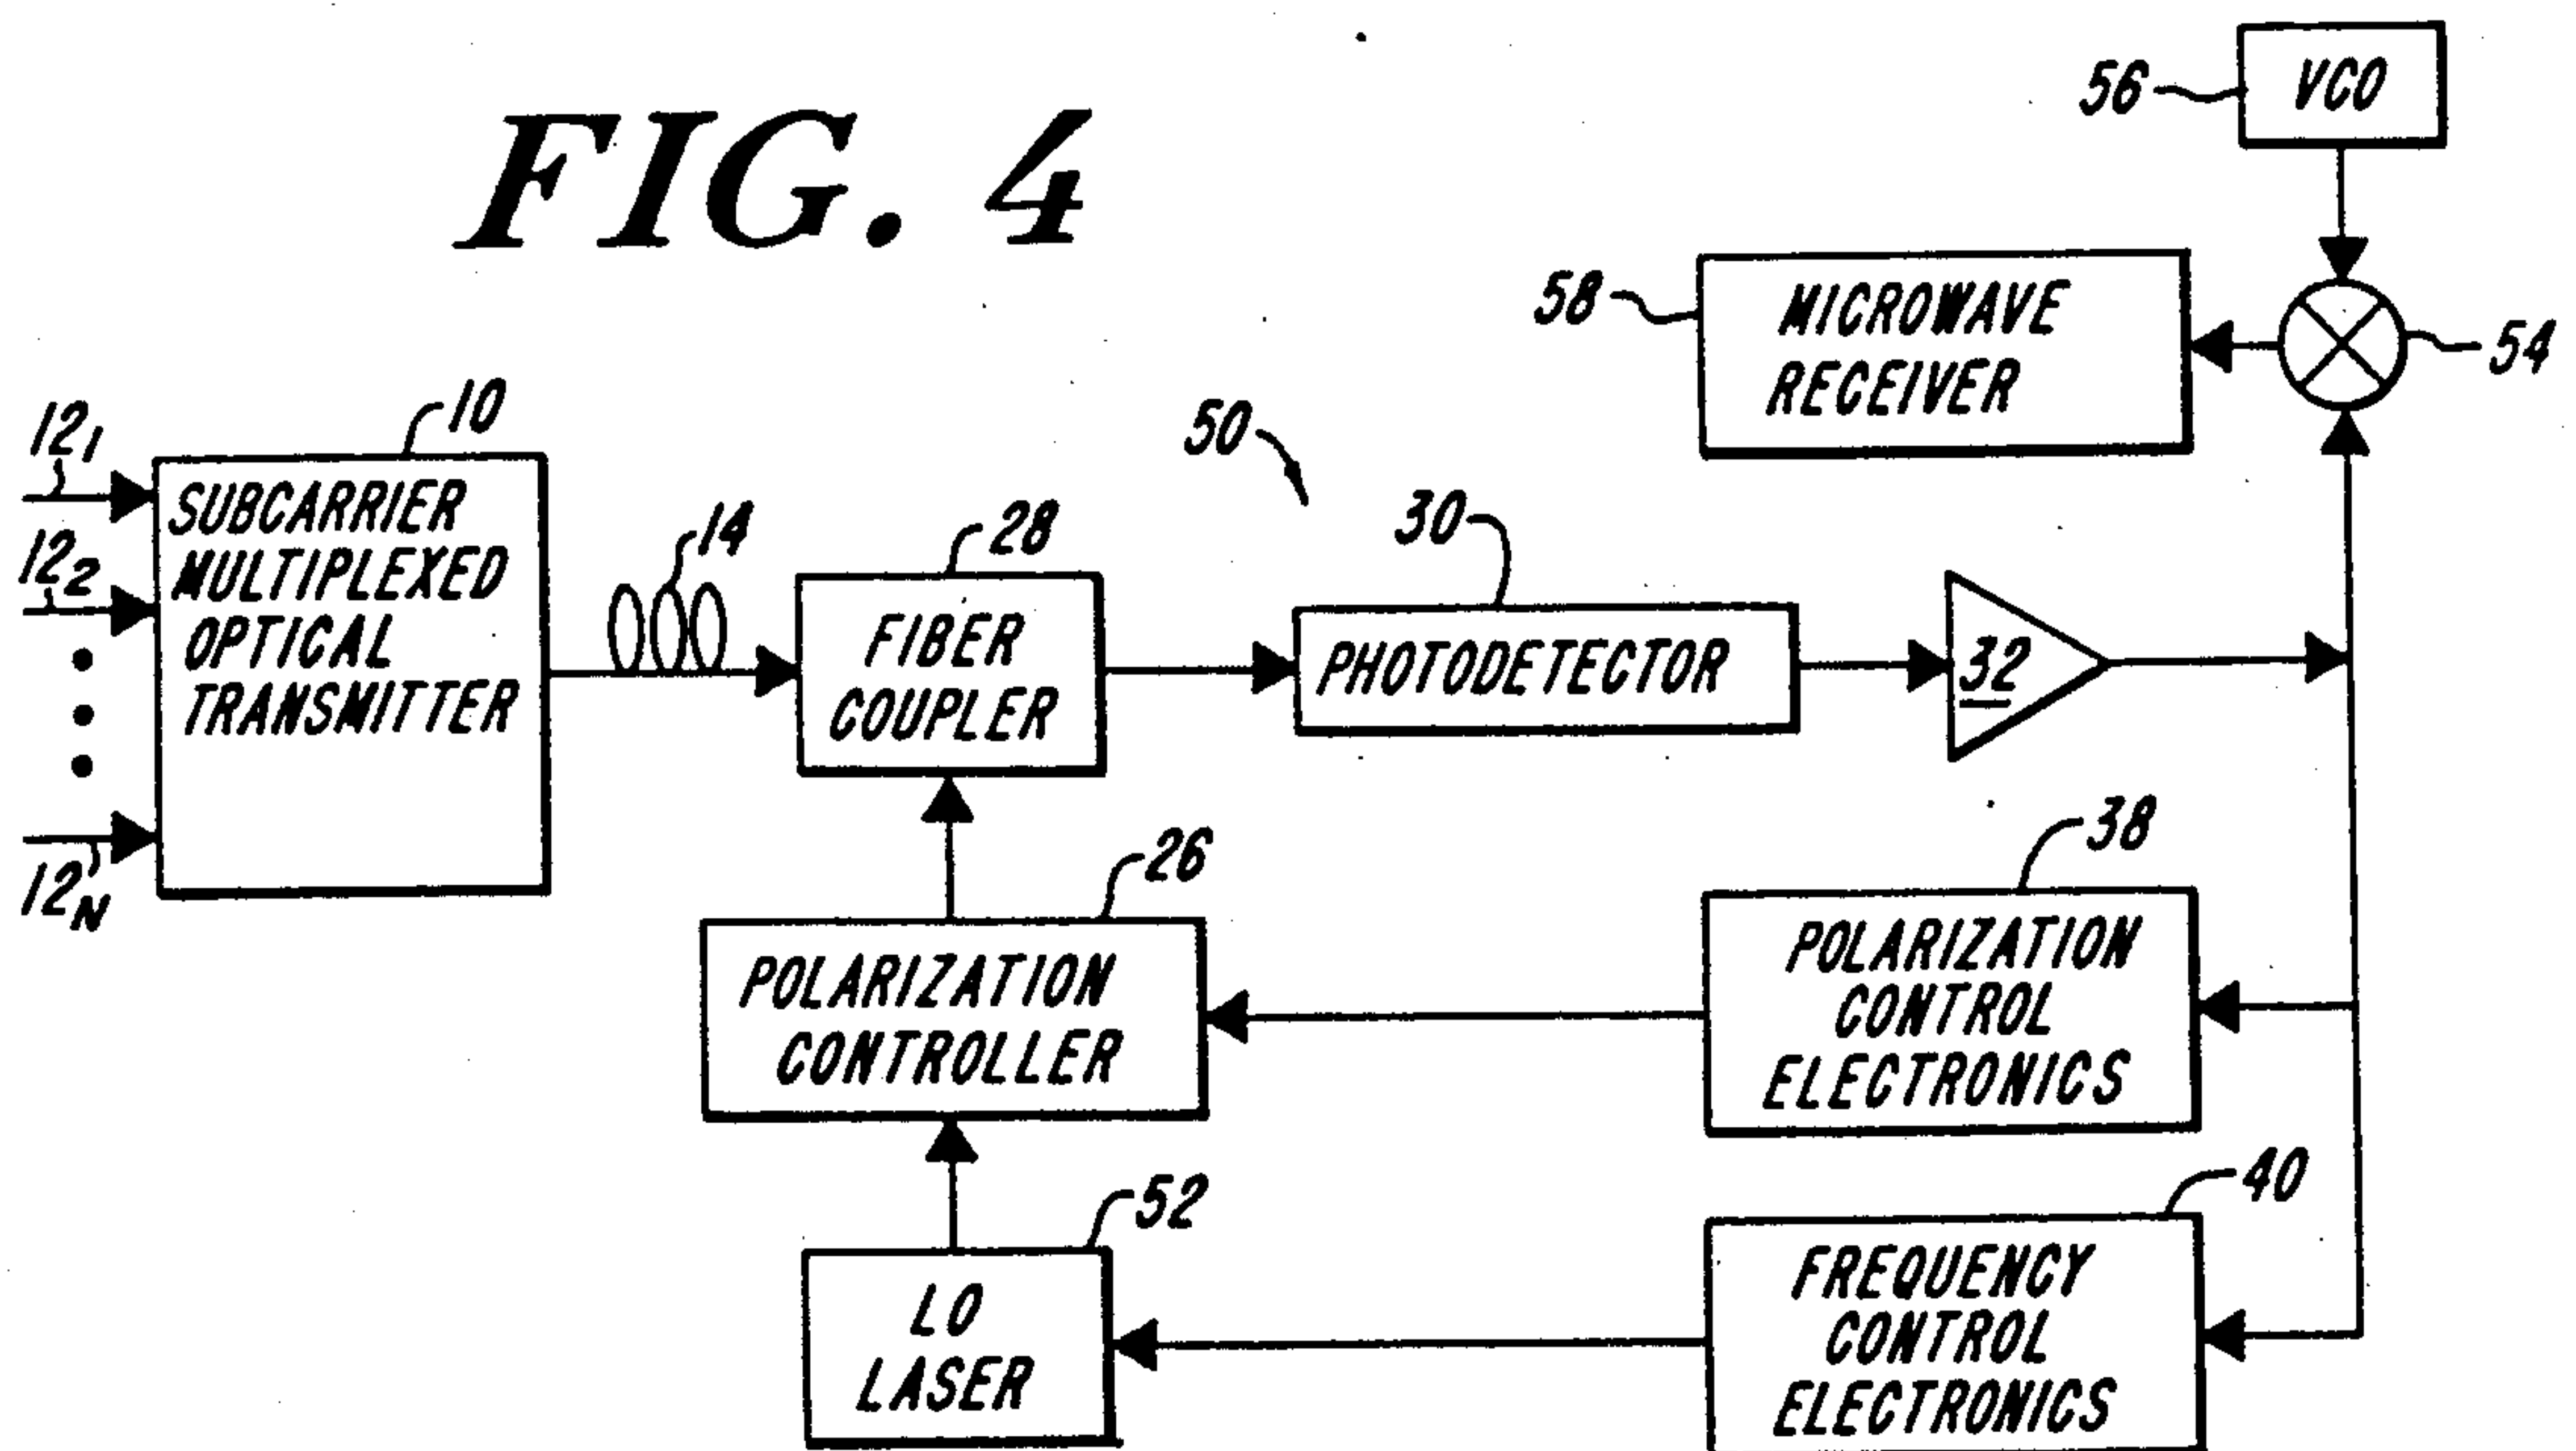 FIG. 4
56
VCO
58
MICROWAVE
RECEIVER
54
12₁
12₂
12N
10
SUBCARRIER
MULTIPLEXED
OPTICAL
TRANSMITTER
14
28
FIBER
COUPLER
50
30
PHOTODETECTOR
32
26
POLARIZATION
CONTROLLER
38
POLARIZATION
CONTROL
ELECTRONICS
52
LO
LASER
40
FREQUENCY
CONTROL
ELECTRONICS